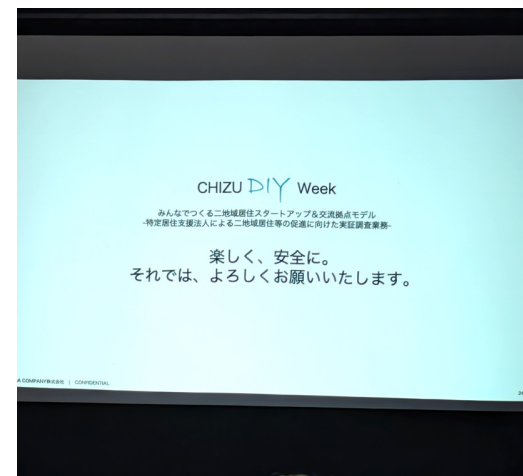 CHIZU DIY Week
みんなでつくる二地域居住スタートアップ&交流拠点モデル
-特定居住支援法人による二地域居住等の促進に向けた実証調査業務-
楽しく、安全に。
それでは、よろしくお願いいたします。
A COMPANY株式会社 | CONFIDENTIAL